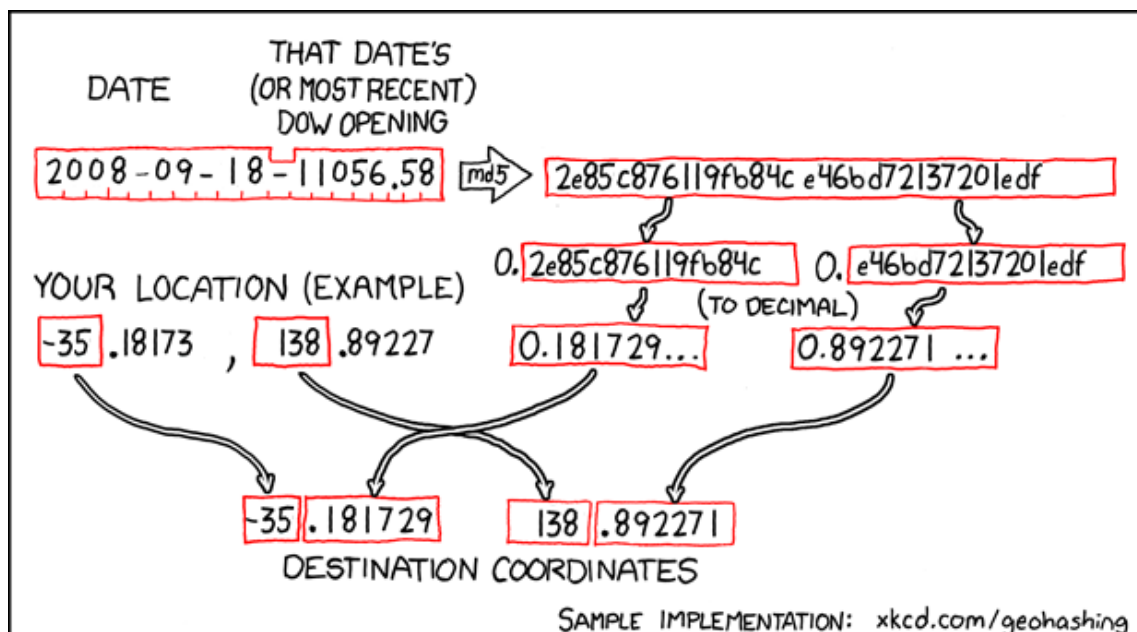 THAT DATE'S
DATE (OR MOST RECENT)
DOW OPENING
2008-09-18-11056.58
md5
2e85c876119fb84ce46bd72137201edf
0. 2e85c876119fb84c 0. e46bd72137201edf
YOUR LOCATION (EXAMPLE)
(TO DECIMAL)
-35 .18173 , 138 .89227
0.181729... 0.892271 ...
-35 .181729 138 .892271
DESTINATION COORDINATES
SAMPLE IMPLEMENTATION: xkcd.com/geohashing